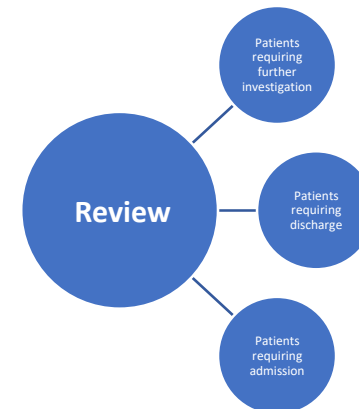 Patients
requiring
further
investigation
Review
Patients
requiring
discharge
Patients
requiring
admission